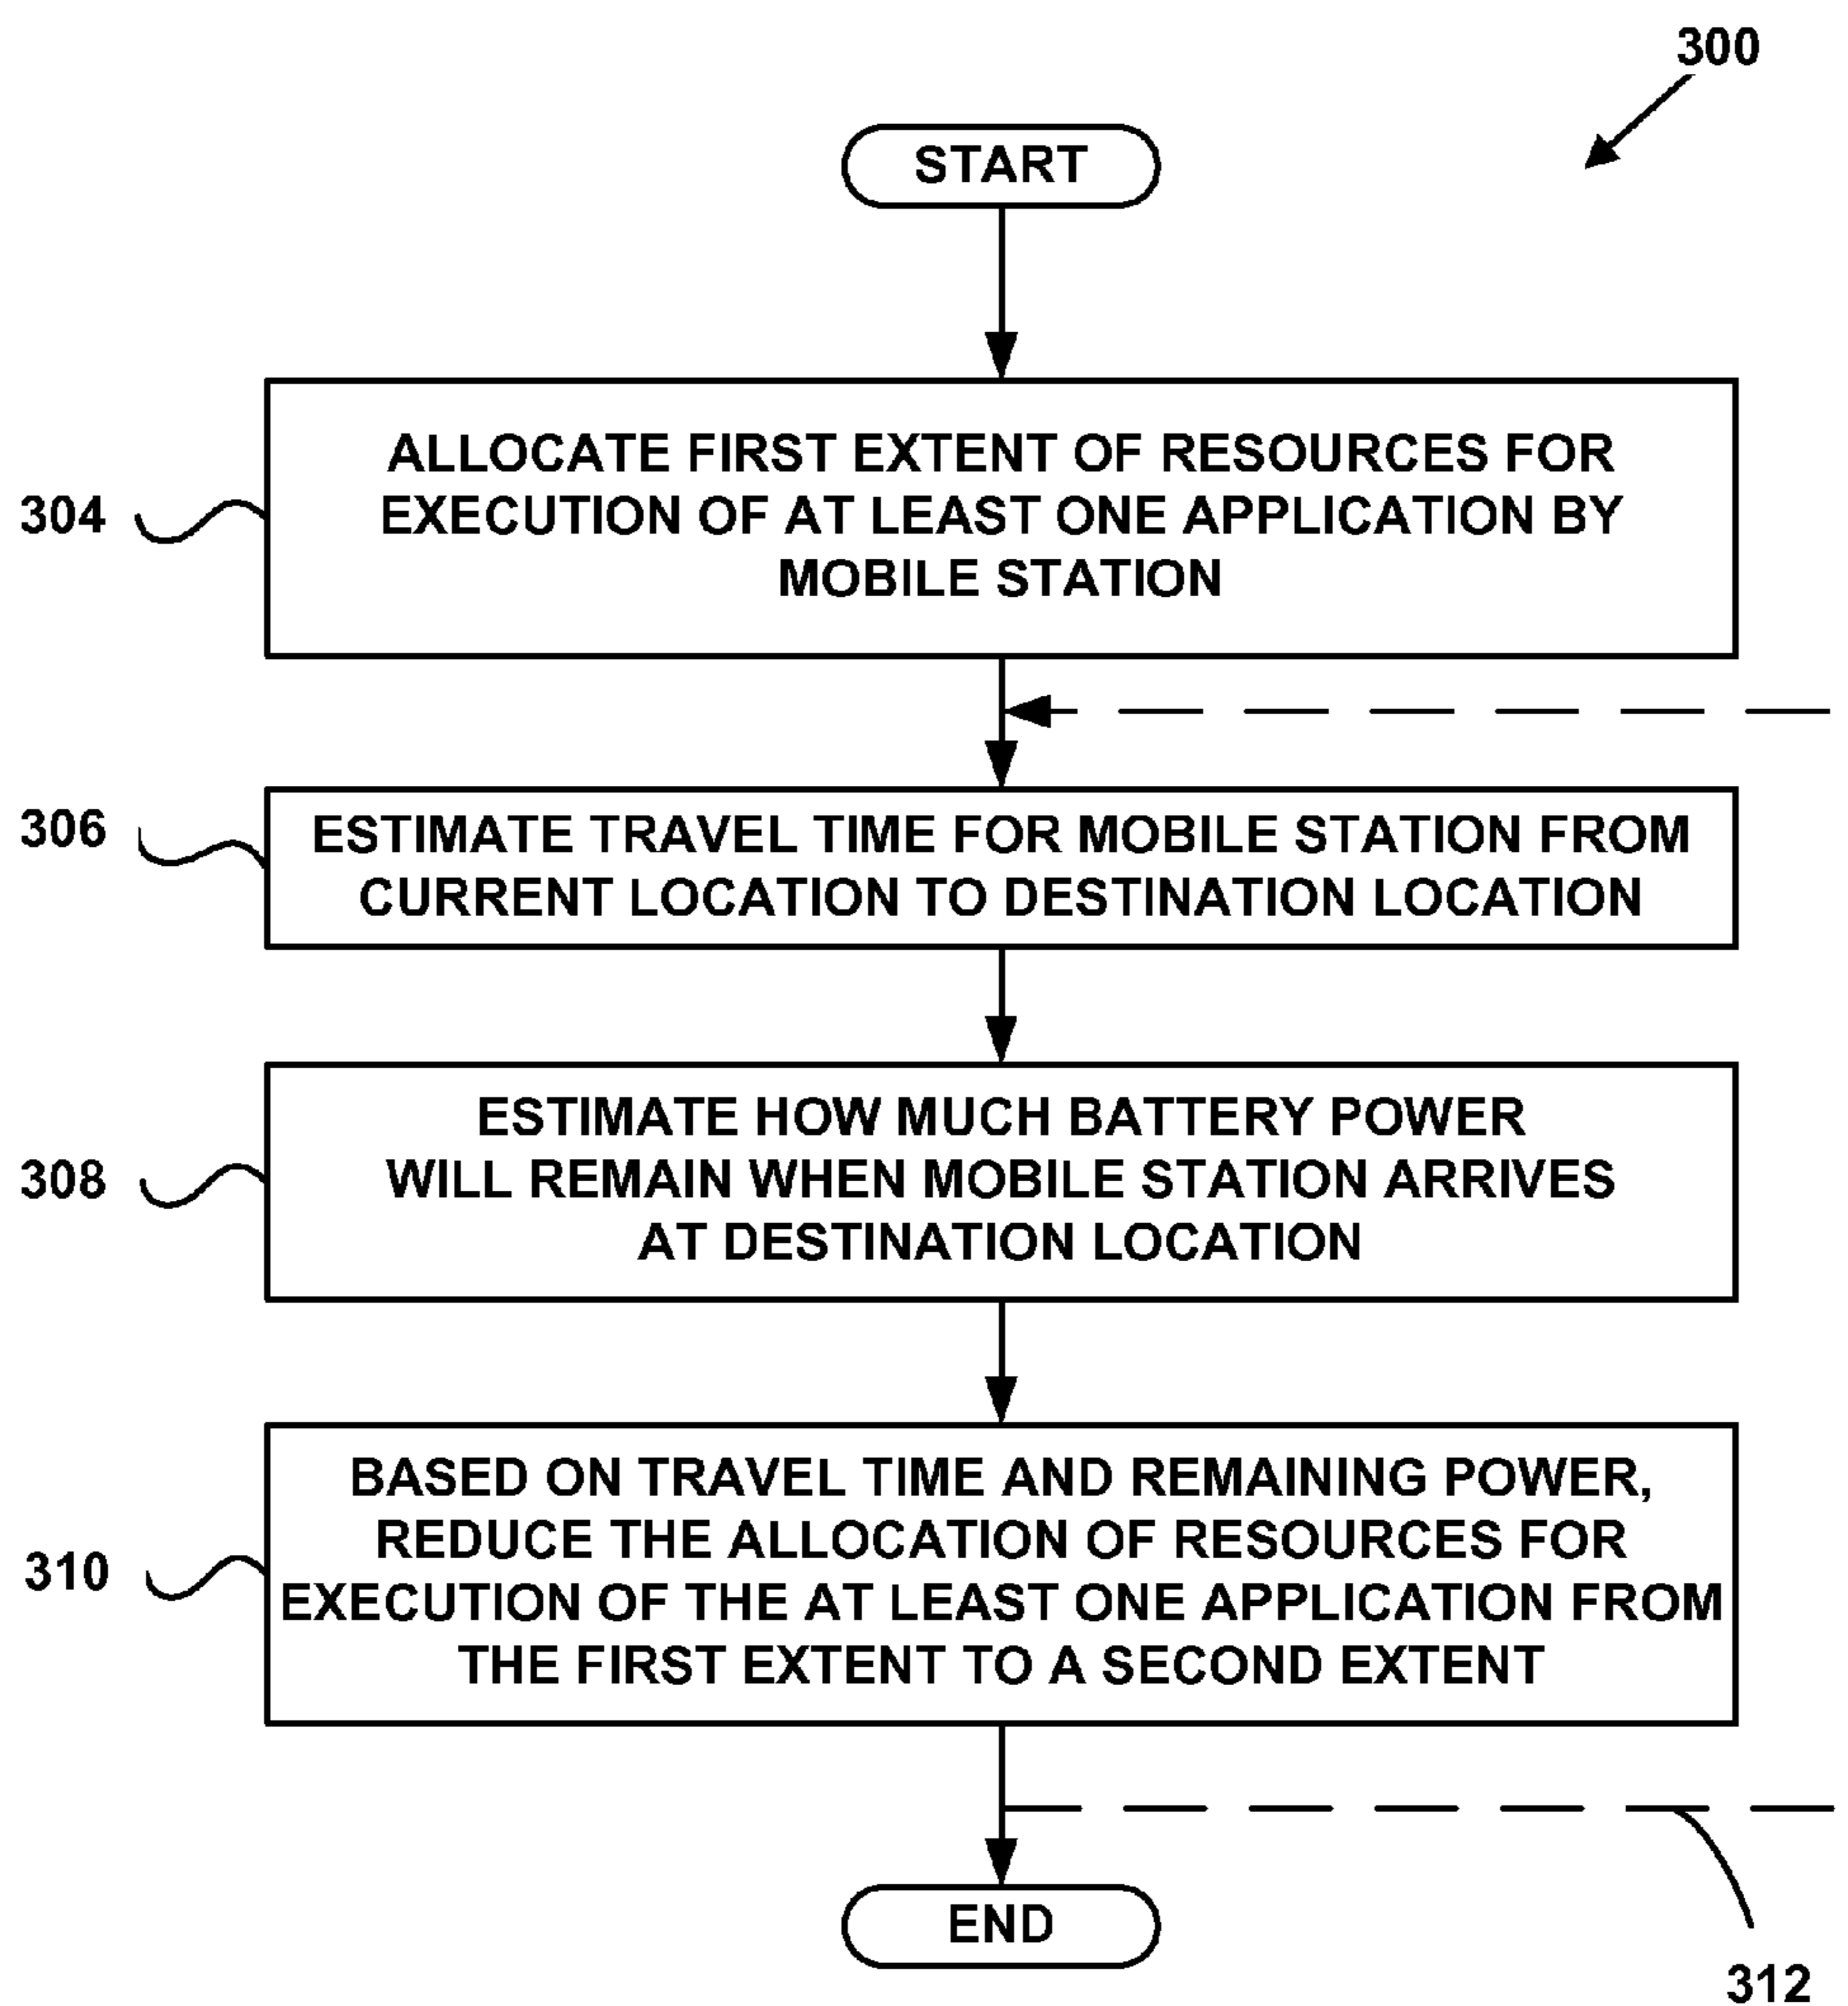 300
START
ALLOCATE FIRST EXTENT OF RESOURCES FOR
EXECUTION OF AT LEAST ONE APPLICATION BY
MOBILE STATION
304
306
ESTIMATE TRAVEL TIME FOR MOBILE STATION FROM
CURRENT LOCATION TO DESTINATION LOCATION
ESTIMATE HOW MUCH BATTERY POWER
WILL REMAIN WHEN MOBILE STATION ARRIVES
AT DESTINATION LOCATION
308
BASED ON TRAVEL TIME AND REMAINING POWER,
REDUCE THE ALLOCATION OF RESOURCES FOR
EXECUTION OF THE AT LEAST ONE APPLICATION FROM
THE FIRST EXTENT TO A SECOND EXTENT
310
END
312